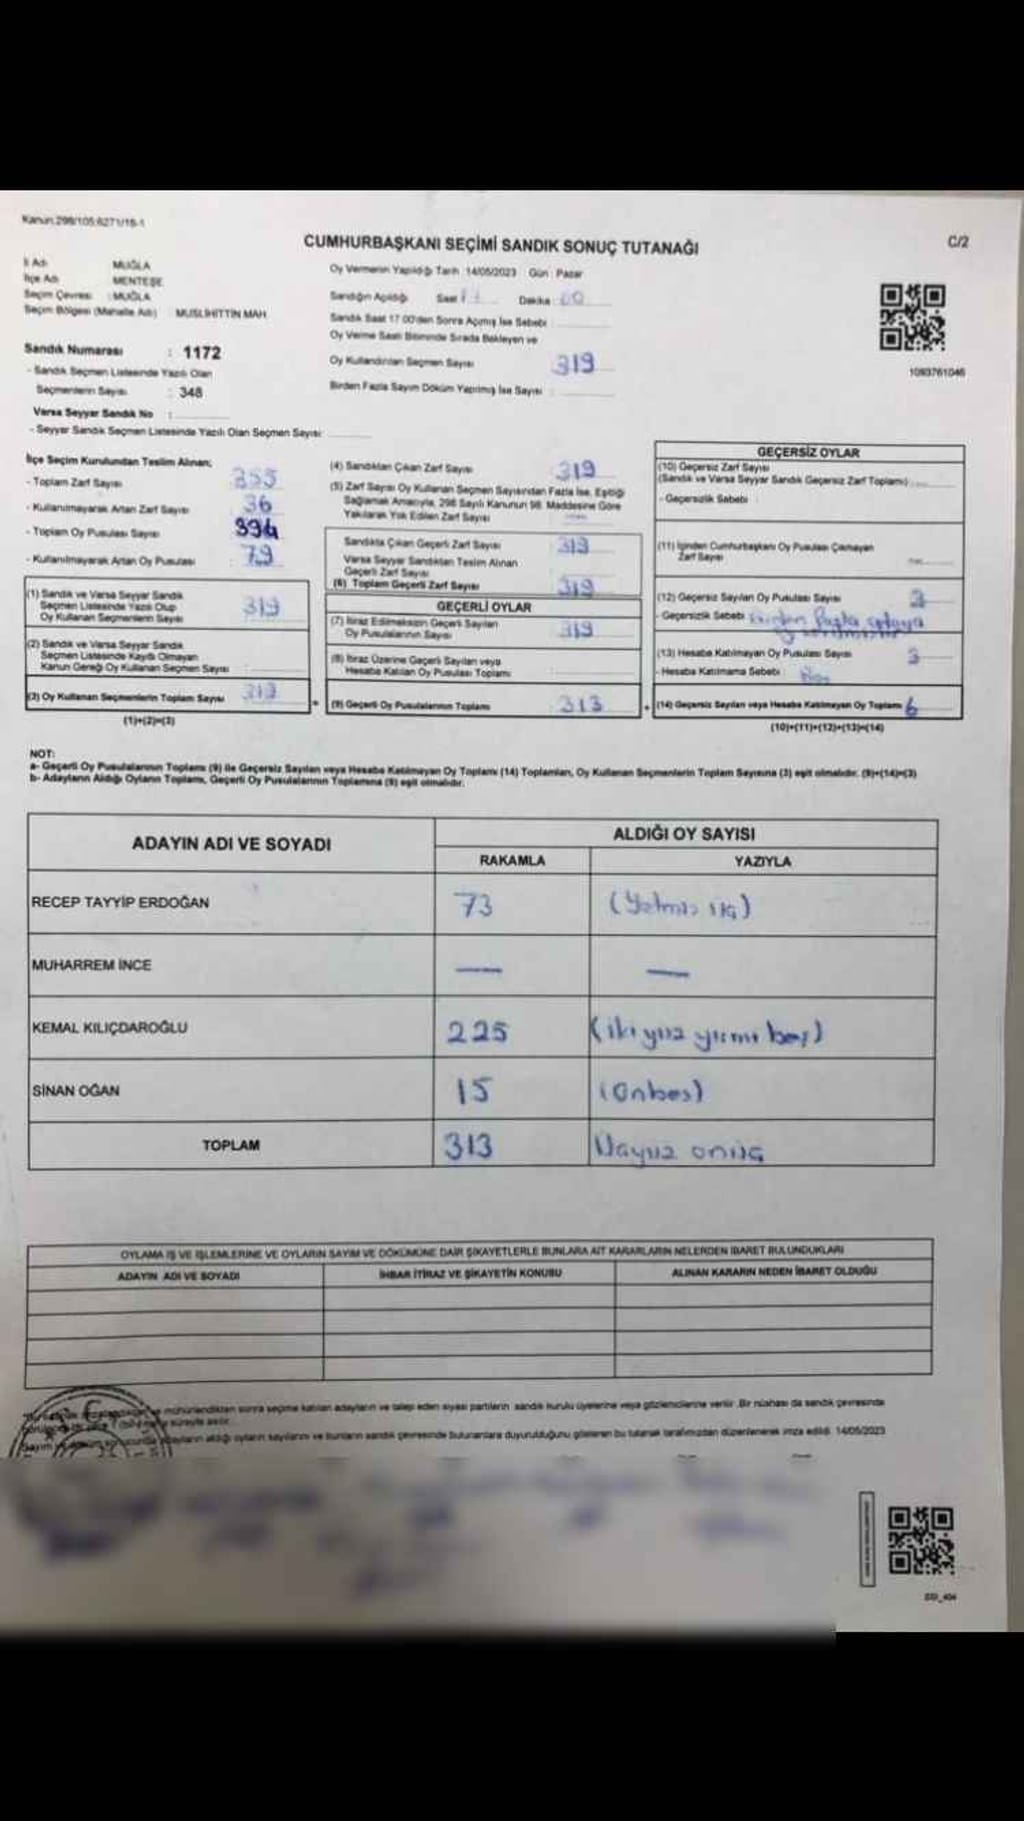 Kanun:298/105;6271/18-1
CUMHURBAŞKANI SEÇİMİ SANDIK SONUÇ TUTANAĞI
C/2
İl Adı MUĞLA
İlçe Adı MENTEŞE
Seçim Çevresi : MUĞLA
Seçim Bölgesi (Mahalle Adı) MUSLİHİTTİN MAH
Sandık Numarası : 1172
- Sandık Seçmen Listesinde Yazılı Olan
Seçmenlerin Sayısı : 348
Varsa Seyyar Sandık No :
- Seyyar Sandık Seçmen Listesinde Yazılı Olan Seçmen Sayısı:
Oy Vermenin Yapıldığı Tarih: 14/05/2023 Gün : Pazar
Sandığın Açıldığı Saat Dakika : 00
Sandık Saat 17.00'den Sonra Açılmış İse Sebebi :
Oy Verme Saati Bitiminde Sırada Bekleyen ve
Oy Kullandırılan Seçmen Sayısı 319
Birden Fazla Sayım Döküm Yapılmış İse Sayısı :
1093761046
İlçe Seçim Kurulundan Teslim Alınan;
- Toplam Zarf Sayısı : 355
- Kullanılmayarak Artan Zarf Sayısı : 36
- Toplam Oy Pusulası Sayısı : 394
- Kullanılmayarak Artan Oy Pusulası : 79
(1) Sandık ve Varsa Seyyar Sandık
Seçmen Listesinde Yazılı Olup
Oy Kullanan Seçmenlerin Sayısı : 319
(2) Sandık ve Varsa Seyyar Sandık
Seçmen Listesinde Kayıtlı Olmayan
Kanun Gereği Oy Kullanan Seçmen Sayısı :
(3) Oy Kullanan Seçmenlerin Toplam Sayısı 319
(1)+(2)=(3)
(4) Sandıktan Çıkan Zarf Sayısı : 319
(5) Zarf Sayısı Oy Kullanan Seçmen Sayısından Fazla İse, Eşitliği
Sağlamak Amacıyla, 298 Sayılı Kanunun 98. Maddesine Göre
Yakılarak Yok Edilen Zarf Sayısı :
Sandıkta Çıkan Geçerli Zarf Sayısı : 319
Varsa Seyyar Sandıktan Teslim Alınan
Geçerli Zarf Sayısı
(6) Toplam Geçerli Zarf Sayısı : 319
GEÇERLİ OYLAR
(7) İtiraz Edilmeksizin Geçerli Sayılan
Oy Pusulalarının Sayısı : 313
(8) İtiraz Üzerine Geçerli Sayılan veya
Hesaba Katılan Oy Pusulası Toplamı :
(9) Geçerli Oy Pusulalarının Toplamı : 313
GEÇERSİZ OYLAR
(10) Geçersiz Zarf Sayısı
(Sandık ve Varsa Seyyar Sandık Geçersiz Zarf Toplamı) :
- Geçersizlik Sebebi :
(11) İçinden Cumhurbaşkanı Oy Pusulası Çıkmayan
Zarf Sayısı :
(12) Geçersiz Sayılan Oy Pusulası Sayısı : 3
- Geçersizlik Sebebi Birden fazla adaya
(13) Hesaba Katılmayan Oy Pusulası Sayısı : 3
- Hesaba Katılmama Sebebi : Boş
(14) Geçersiz Sayılan veya Hesaba Katılmayan Oy Toplamı 6
(10)+(11)+(12)+(13)=(14)
NOT:
a- Geçerli Oy Pusulalarının Toplamı (9) ile Geçersiz Sayılan veya Hesaba Katılmayan Oy Toplamı (14) Toplamları, Oy Kullanan Seçmenlerin Toplam Sayısına (3) eşit olmalıdır. (9)+(14)=(3)
b- Adayların Aldığı Oyların Toplamı, Geçerli Oy Pusulalarının Toplamına (9) eşit olmalıdır.
ADAYIN ADI VE SOYADI ALDIĞI OY SAYISI
RAKAMLA YAZIYLA
RECEP TAYYİP ERDOĞAN 73 (Yetmiş üç)
MUHARREM İNCE — —
KEMAL KILIÇDAROĞLU 225 (iki yüz yirmi beş)
SİNAN OĞAN 15 (Onbeş)
TOPLAM 313 Üçyüz onüç
OYLAMA İŞ VE İŞLEMLERİNE VE OYLARIN SAYIM VE DÖKÜMÜNE DAİR ŞİKAYETLERLE BUNLARA AİT KARARLARIN NELERDEN İBARET BULUNDUKLARI
ADAYIN ADI VE SOYADI İHBAR İTİRAZ VE ŞİKAYETİN KONUSU ALINAN KARARIN NEDEN İBARET OLDUĞU
mühürlendikten sonra seçime katılan adayların ve talep eden siyasi partilerin sandık kurulu üyelerine veya gözlemcilerine verilir. Bir nüshası da sandık çevresinde
süreyle asılır.
adayların aldığı oyların sayılarını ve bunların sandık çevresinde bulunanlara duyurulduğunu gösteren bu tutanak tarafımızdan düzenlenerek imza edildi. 14/05/2023